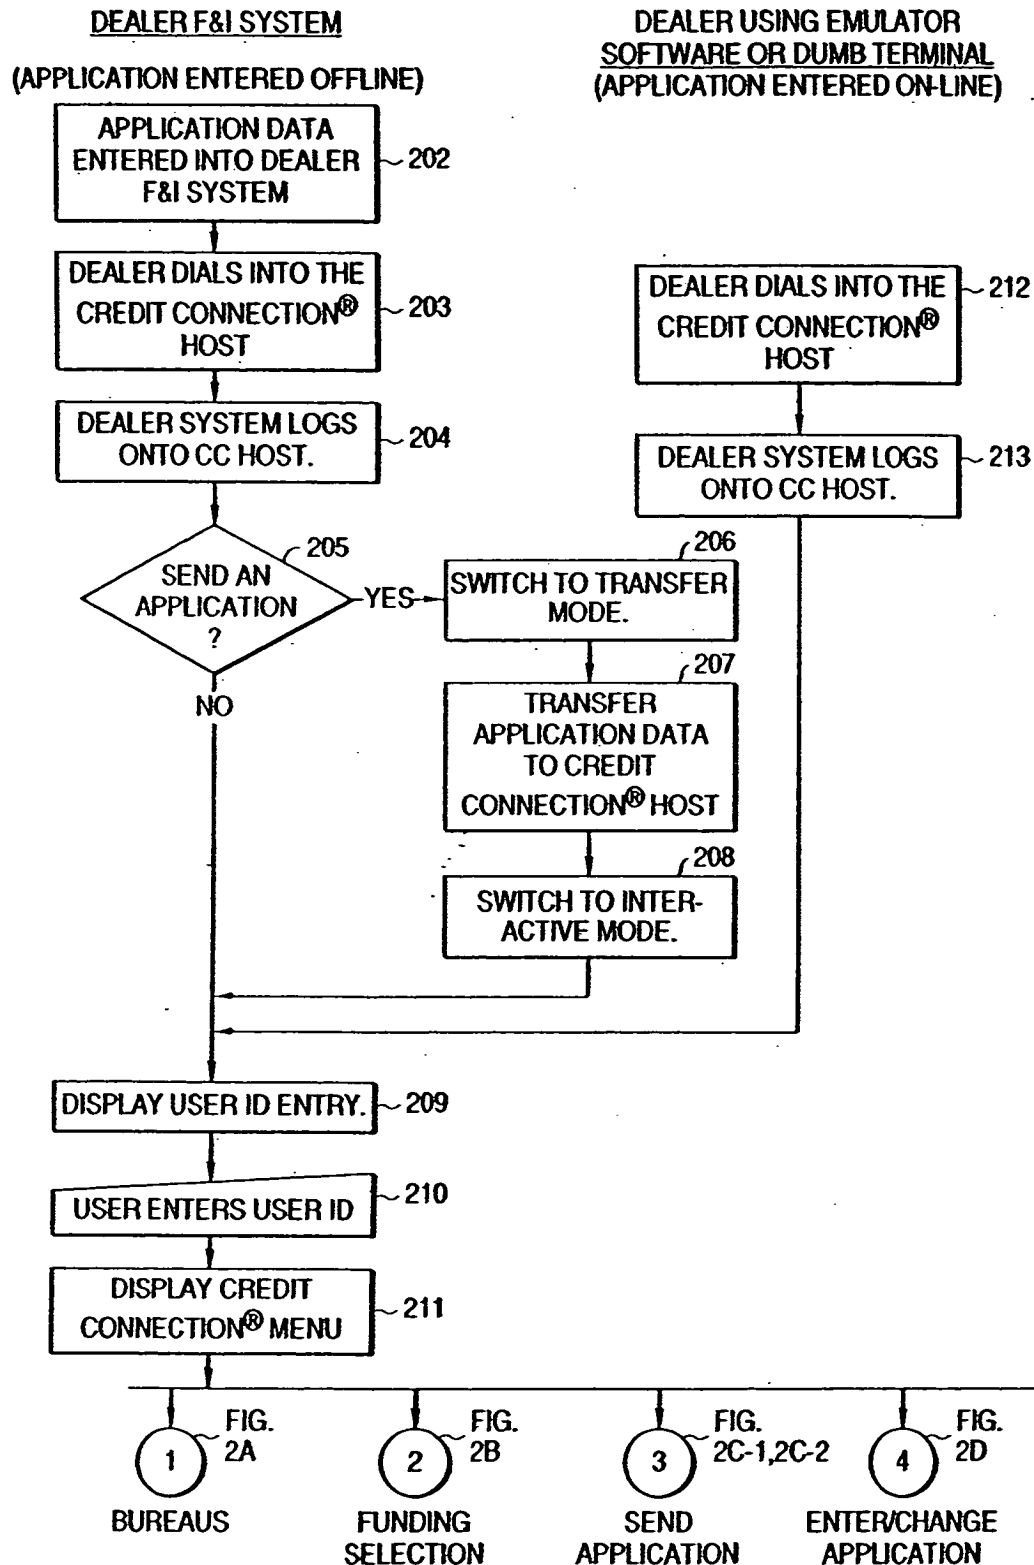 DEALER F&I SYSTEM
(APPLICATION ENTERED OFFLINE)
APPLICATION DATA
ENTERED INTO DEALER
F&I SYSTEM
202
DEALER DIALS INTO THE
CREDIT CONNECTION®
HOST
203
DEALER SYSTEM LOGS
ONTO CC HOST.
204
SEND AN
APPLICATION
?
205
YES
NO
206
SWITCH TO TRANSFER
MODE.
207
TRANSFER
APPLICATION DATA
TO CREDIT
CONNECTION® HOST
208
SWITCH TO INTER-
ACTIVE MODE.
DEALER USING EMULATOR
SOFTWARE OR DUMB TERMINAL
(APPLICATION ENTERED ON-LINE)
DEALER DIALS INTO THE
CREDIT CONNECTION®
HOST
212
DEALER SYSTEM LOGS
ONTO CC HOST.
213
DISPLAY USER ID ENTRY.
209
USER ENTERS USER ID
210
DISPLAY CREDIT
CONNECTION® MENU
211
1
FIG.
2A
BUREAUS
2
FIG.
2B
FUNDING
SELECTION
3
FIG.
2C-1,2C-2
SEND
APPLICATION
4
FIG.
2D
ENTER/CHANGE
APPLICATION